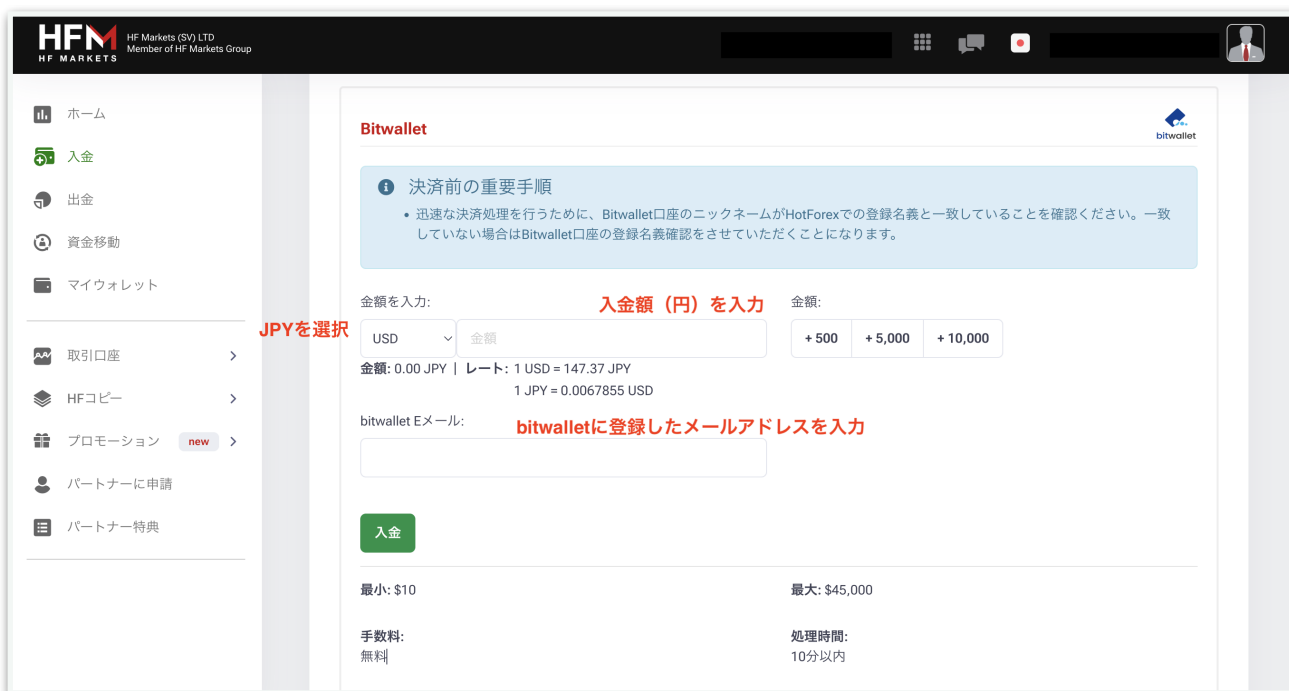 HFM
HF MARKETS
HF Markets (SV) LTD
Member of HF Markets Group
ホーム
入金
出金
資金移動
マイウォレット
取引口座
HFコピー
プロモーション new
パートナーに申請
パートナー特典
Bitwallet
bitwallet
決済前の重要手順
• 迅速な決済処理を行うために、Bitwallet口座のニックネームがHotForexでの登録名義と一致していることを確認ください。一致
していない場合はBitwallet口座の登録名義確認をさせていただくことになります。
金額を入力: 入金額（円）を入力 金額:
JPYを選択 USD 金額 + 500 + 5,000 + 10,000
金額: 0.00 JPY | レート: 1 USD = 147.37 JPY
1 JPY = 0.0067855 USD
bitwallet Eメール: bitwalletに登録したメールアドレスを入力
入金
最小: $10 最大: $45,000
手数料: 処理時間:
無料 10分以内